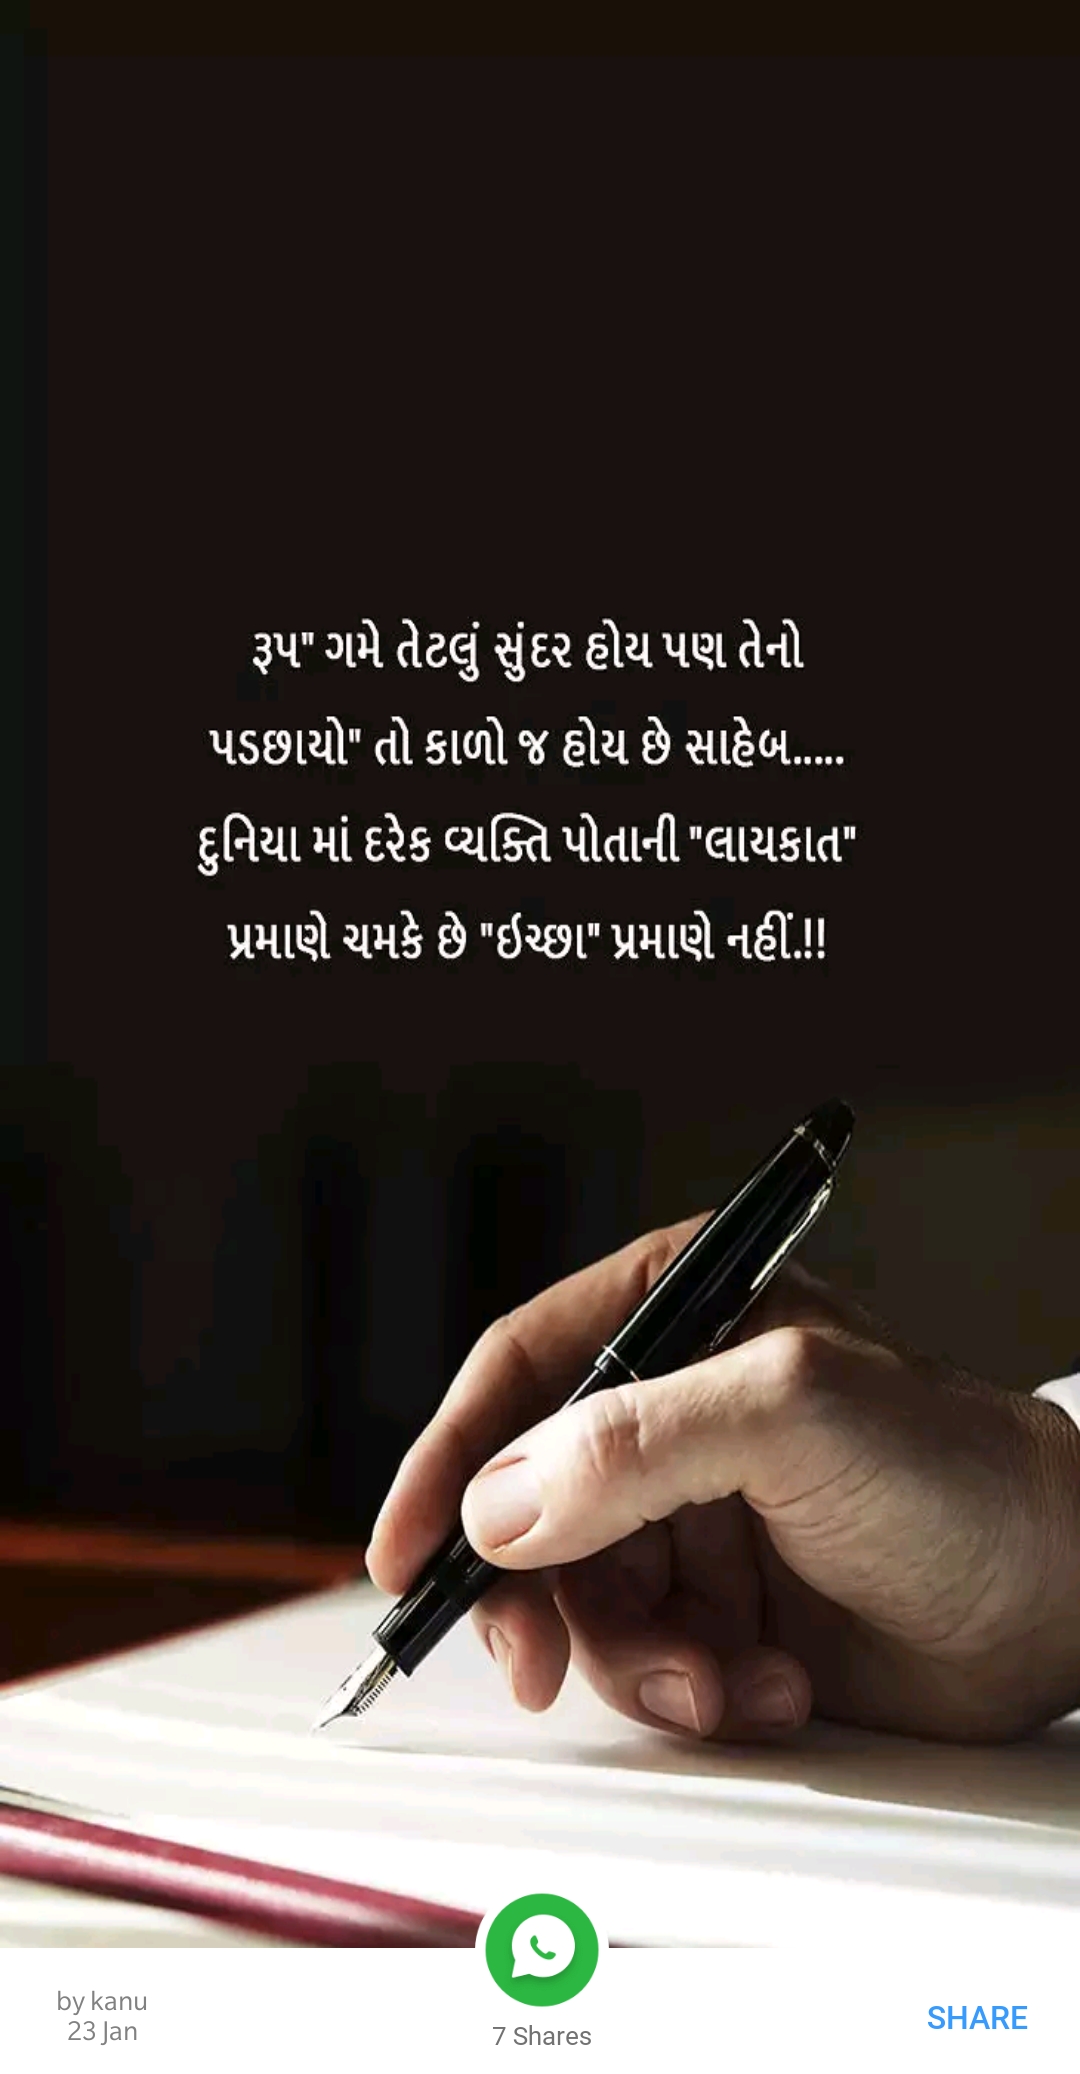 રૂપ" ગમે તેટલું સુંદર હોય પણ તેનો
પડછાયો" તો કાળો જ હોય છે સાહેબ.....
દુનિયા માં દરેક વ્યક્તિ પોતાની "લાયકાત"
પ્રમાણે ચમકે છે "ઇચ્છા" પ્રમાણે નહીં.!!
by kanu
23 Jan
7 Shares
SHARE